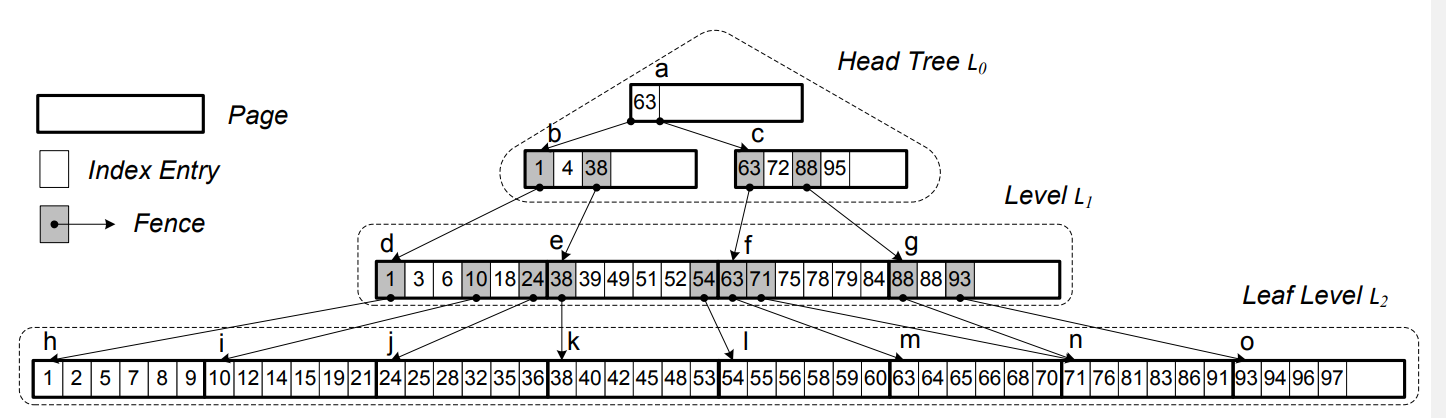 Head Tree L0
a
63
Page
b
c
1 4 38
63 72 88 95
Index Entry
Level L1
Fence
d
e
f
g
1 3 6 10 18 24 38 39 49 51 52 54 63 71 75 78 79 84 88 88 93
Leaf Level L2
h
i
j
k
l
m
n
o
1 2 5 7 8 9 10 12 14 15 19 21 24 25 28 32 35 36 38 40 42 45 48 53 54 55 56 58 59 60 63 64 65 66 68 70 71 76 81 83 86 91 93 94 96 97